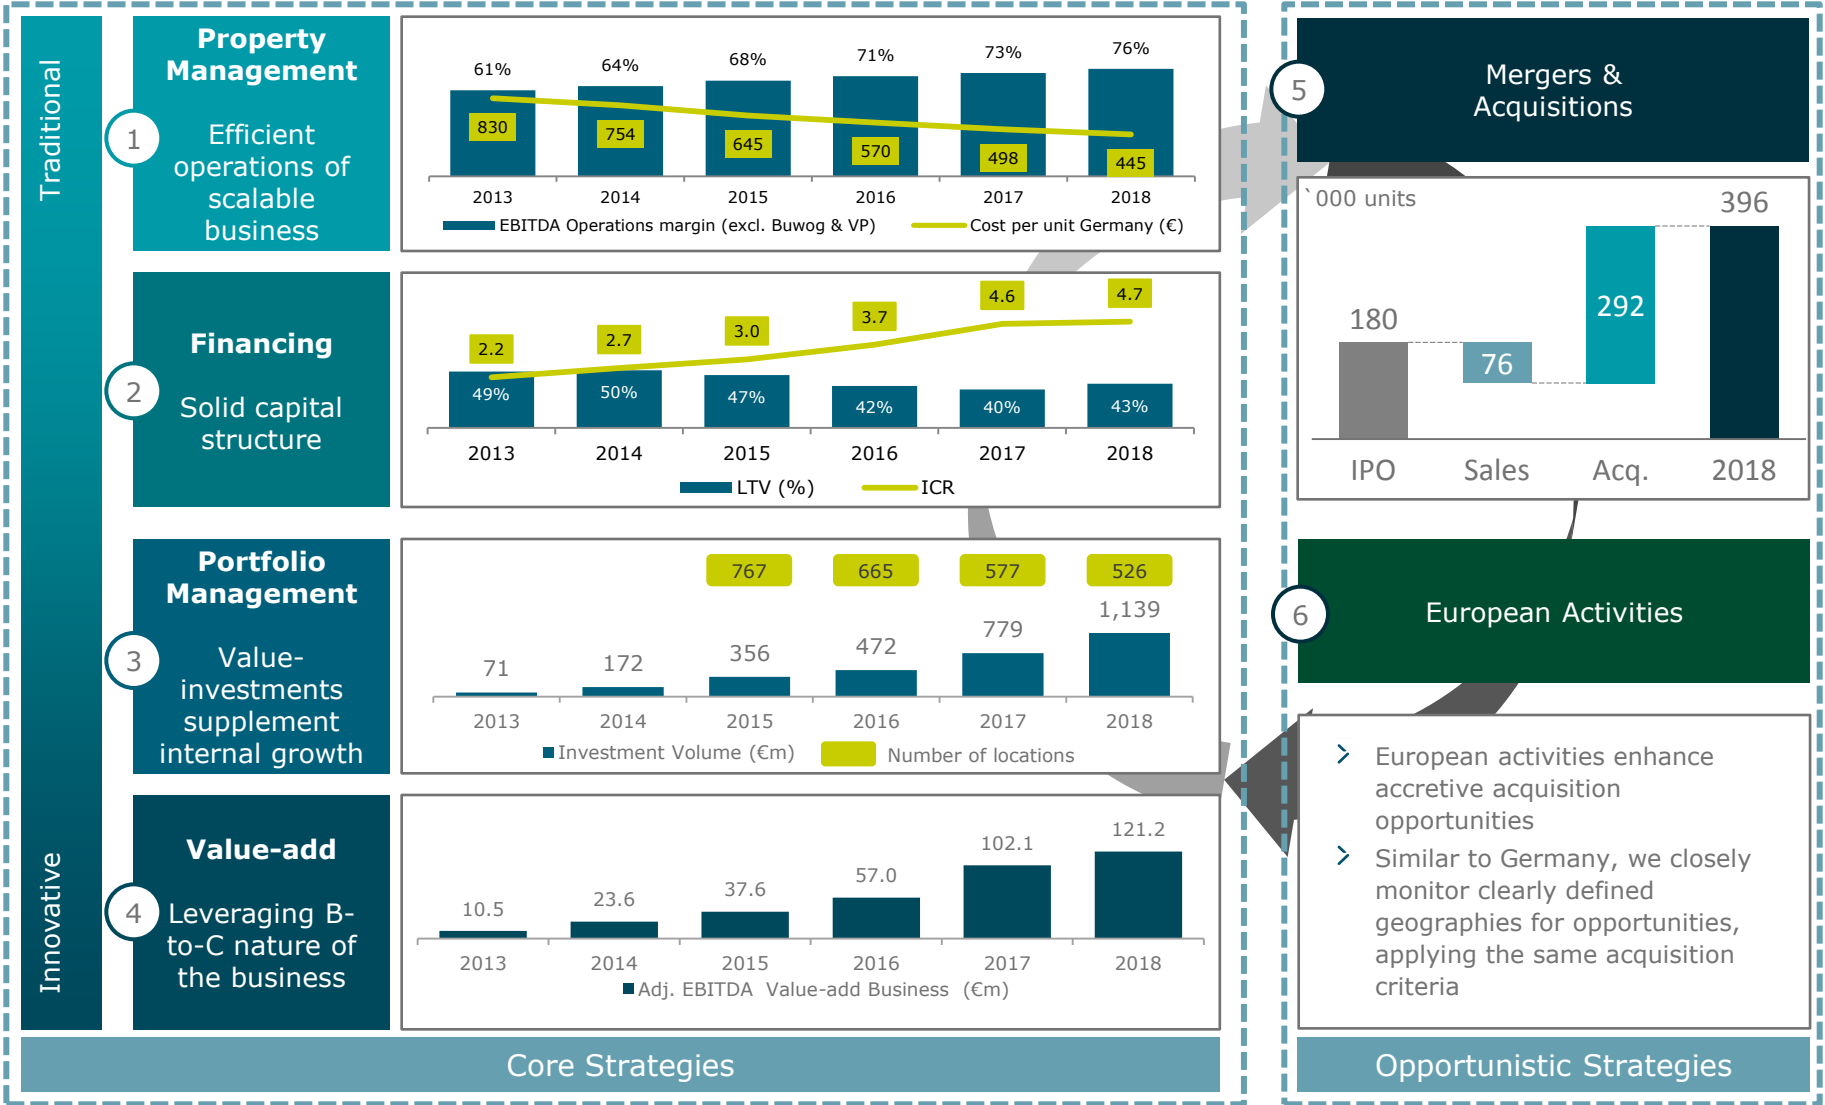 Traditional
Innovative
1
Property
Management
Efficient
operations of
scalable
business
61%
64%
68%
71%
73%
76%
830
754
645
570
498
445
2013
2014
2015
2016
2017
2018
EBITDA Operations margin (excl. Buwog & VP)
Cost per unit Germany (€)
2
Financing
Solid capital
structure
2.2
2.7
3.0
3.7
4.6
4.7
49%
50%
47%
42%
40%
43%
2013
2014
2015
2016
2017
2018
LTV (%)
ICR
3
Portfolio
Management
Value-
investments
supplement
internal growth
767
665
577
526
71
172
356
472
779
1,139
2013
2014
2015
2016
2017
2018
Investment Volume (€m)
Number of locations
4
Value-add
Leveraging B-
to-C nature of
the business
10.5
23.6
37.6
57.0
102.1
121.2
2013
2014
2015
2016
2017
2018
Adj. EBITDA  Value-add Business  (€m)
Core Strategies
5
Mergers &
Acquisitions
`000 units
180
76
292
396
IPO
Sales
Acq.
2018
6
European Activities
European activities enhance
accretive acquisition
opportunities
Similar to Germany, we closely
monitor clearly defined
geographies for opportunities,
applying the same acquisition
criteria
Opportunistic Strategies